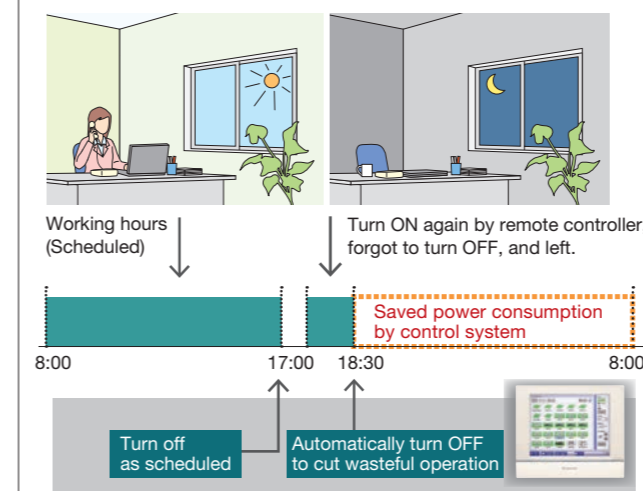 Working hours
(Scheduled)
Turn ON again by remote controller
forgot to turn OFF, and left.
Saved power consumption
by control system
8:00
17:00
18:30
8:00
Turn off
as scheduled
Automatically turn OFF
to cut wasteful operation